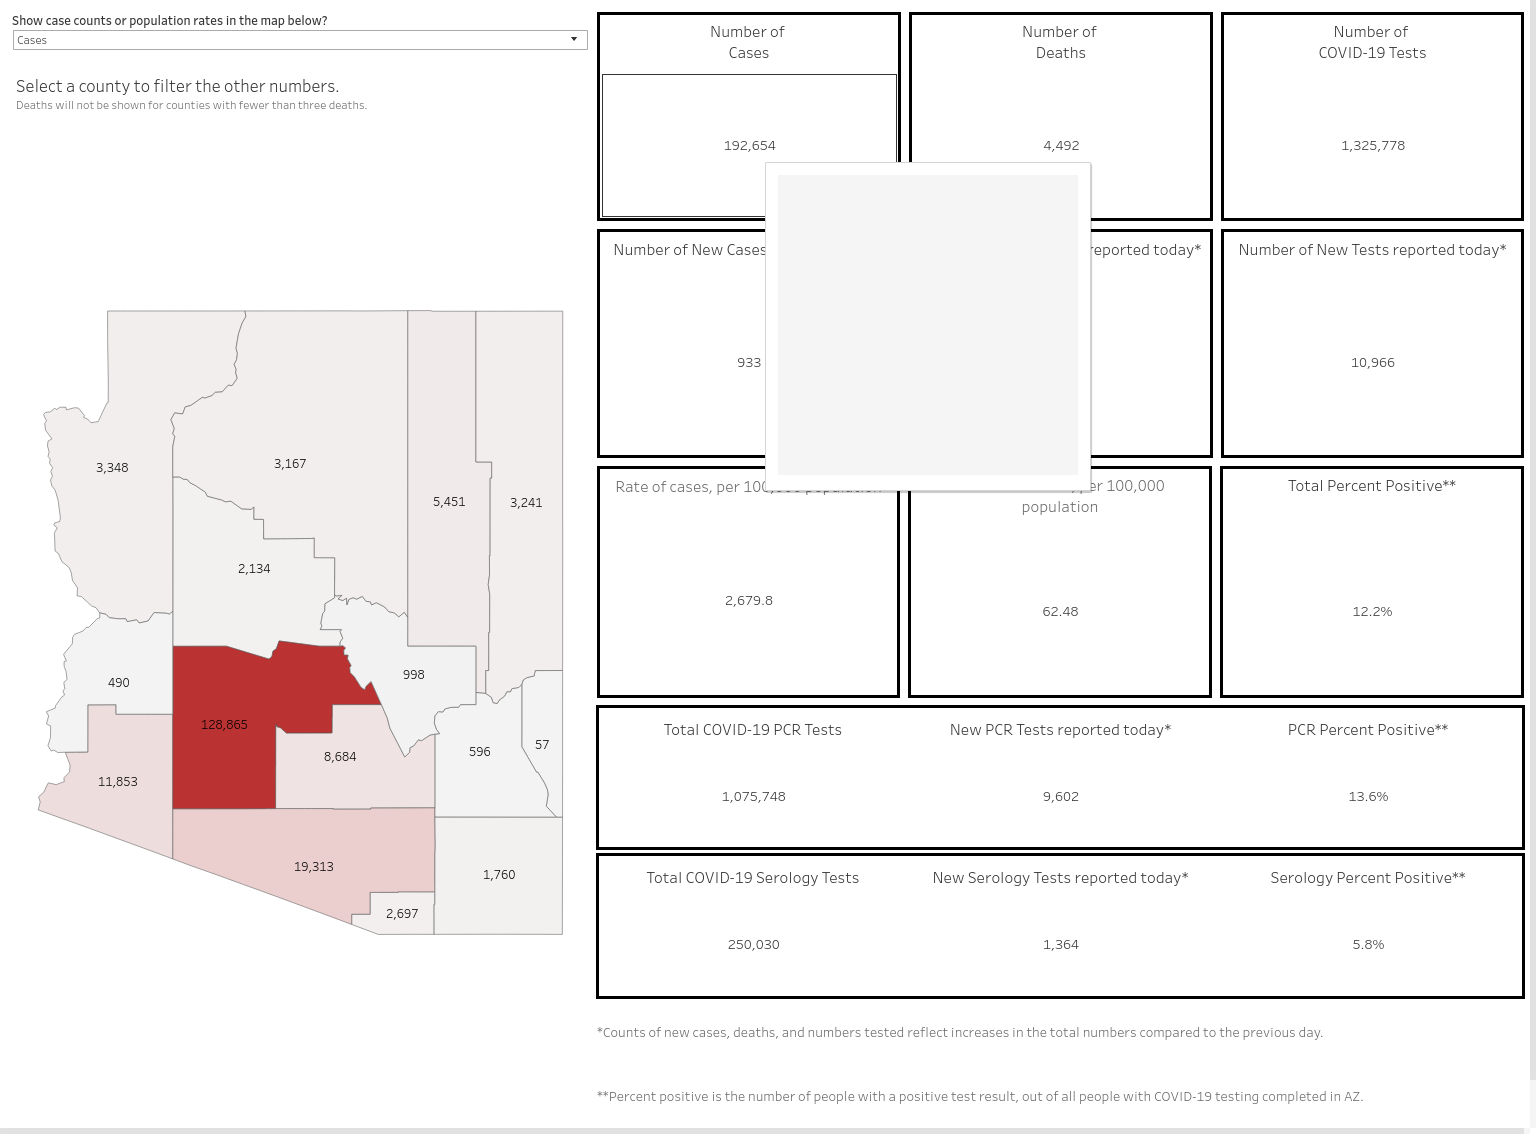 Show case counts or population rates in the map below?
Cases
Select a county to filter the other numbers.
Deaths will not be shown for counties with fewer than three deaths.
3,348
3,167
5,451
3,241
2,134
490
998
128,865
596
57
8,684
11,853
19,313
1,760
2,697
Number of
Cases
192,654
Number of
Deaths
4,492
Number of
COVID-19 Tests
1,325,778
Number of New Cases
933
reported today*
Number of New Tests reported today*
10,966
Rate of cases, per 100,000 population
2,679.8
per 100,000
population
62.48
Total Percent Positive**
12.2%
Total COVID-19 PCR Tests
1,075,748
New PCR Tests reported today*
9,602
PCR Percent Positive**
13.6%
Total COVID-19 Serology Tests
250,030
New Serology Tests reported today*
1,364
Serology Percent Positive**
5.8%
*Counts of new cases, deaths, and numbers tested reflect increases in the total numbers compared to the previous day.
**Percent positive is the number of people with a positive test result, out of all people with COVID-19 testing completed in AZ.